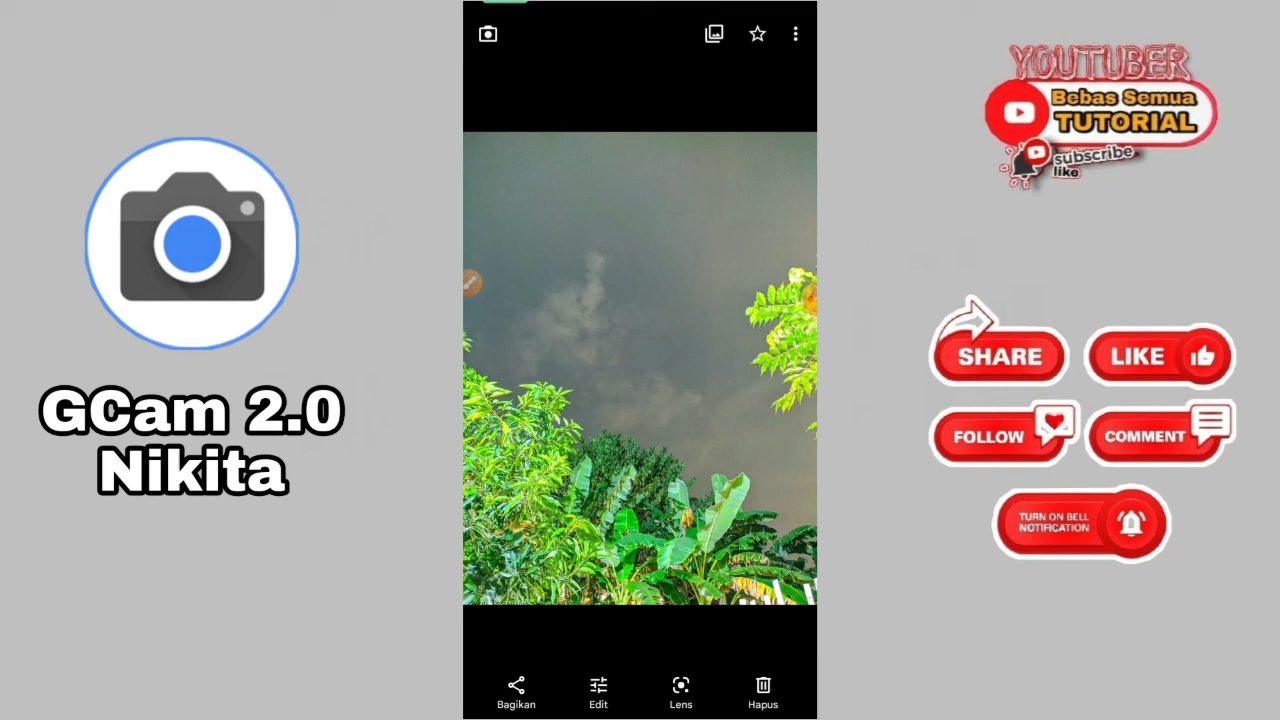 GCam 2.0
Nikita
Bagikan
Edit
Lens
Hapus
YOUTUBER
Bebas Semua
TUTORIAL
subscribe
like
SHARE
LIKE
FOLLOW
COMMENT
TURN ON BELL
NOTIFICATION